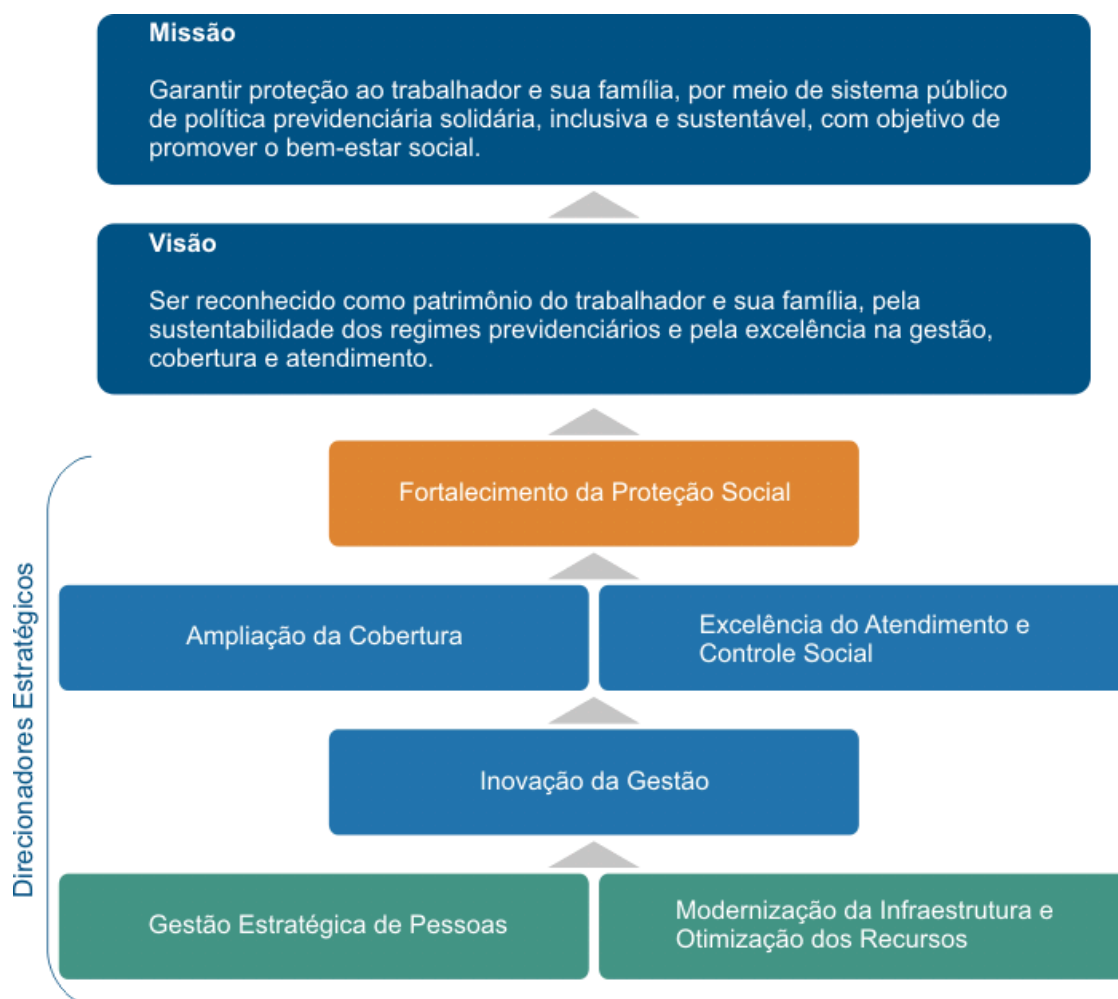 Missão
Garantir proteção ao trabalhador e sua família, por meio de sistema público
de política previdenciária solidária, inclusiva e sustentável, com objetivo de
promover o bem-estar social.
Visão
Ser reconhecido como patrimônio do trabalhador e sua família, pela
sustentabilidade dos regimes previdenciários e pela excelência na gestão,
cobertura e atendimento.
Direcionadores Estratégicos
Fortalecimento da Proteção Social
Ampliação da Cobertura
Excelência do Atendimento e
Controle Social
Inovação da Gestão
Gestão Estratégica de Pessoas
Modernização da Infraestrutura e
Otimização dos Recursos